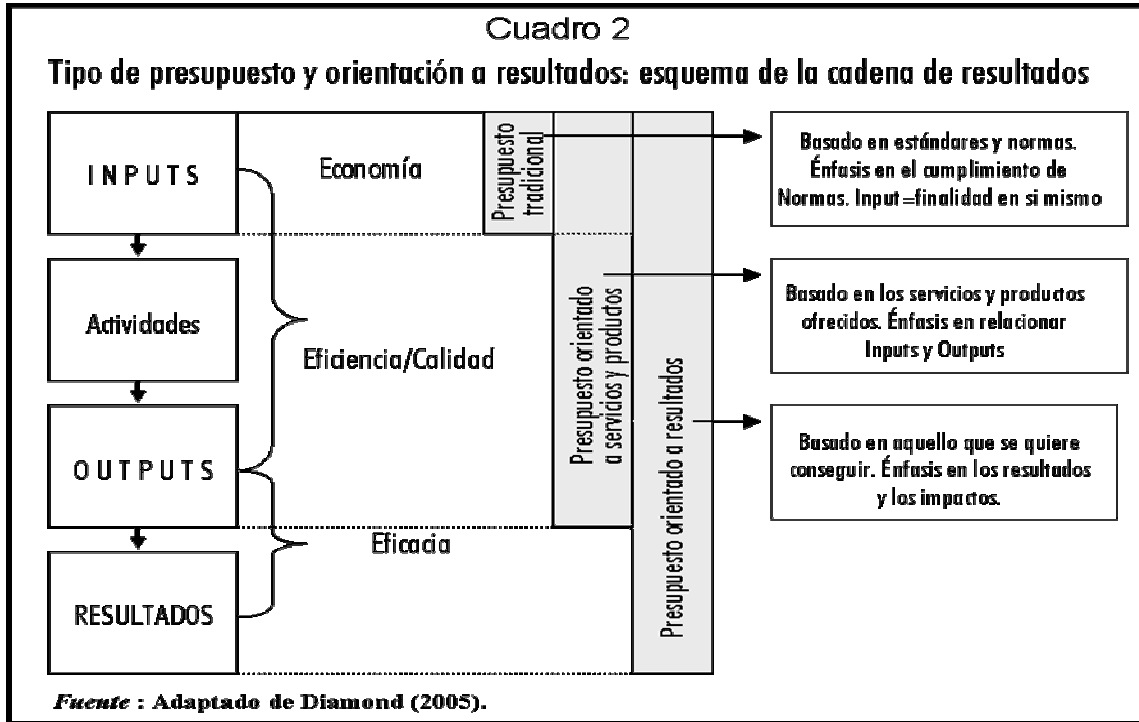 Cuadro 2
Tipo de presupuesto y orientación a resultados: esquema de la cadena de resultados
INPUTS
Economía
Presupuesto
tradicional
Basado en estándares y normas.
Énfasis en el cumplimiento de
Normas. Input=finalidad en si mismo
Actividades
Eficiencia/Calidad
Presupuesto orientado
a servicios y productos
Basado en los servicios y productos
ofrecidos. Énfasis en relacionar
Inputs y Outputs
OUTPUTS
Presupuesto orientado a resultados
Basado en aquello que se quiere
conseguir. Énfasis en los resultados
y los impactos.
Eficacia
RESULTADOS
Fuente : Adaptado de Diamond (2005).